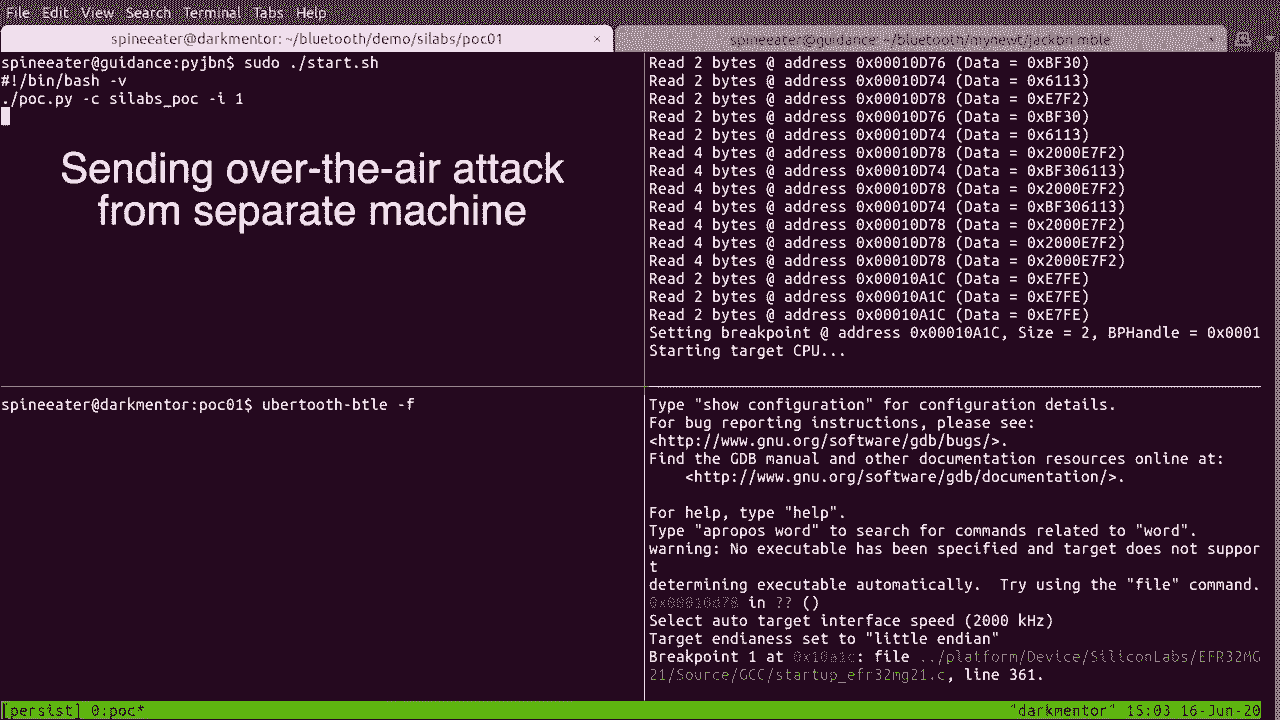 File Edit View Search Terminal Tabs Help
spineeater@darkmentor: ~/bluetooth/demo/silabs/poc01 ×
spineeater@guidance: ~/bluetooth/mynewt/jackbnimble ×
spineeater@guidance:pyjbn$ sudo ./start.sh
#!/bin/bash -v
./poc.py -c silabs_poc -i 1
Sending over-the-air attack
from separate machine
Read 2 bytes @ address 0x00010D76 (Data = 0xBF30)
Read 2 bytes @ address 0x00010D74 (Data = 0x6113)
Read 2 bytes @ address 0x00010D78 (Data = 0xE7F2)
Read 2 bytes @ address 0x00010D76 (Data = 0xBF30)
Read 2 bytes @ address 0x00010D74 (Data = 0x6113)
Read 4 bytes @ address 0x00010D78 (Data = 0x2000E7F2)
Read 4 bytes @ address 0x00010D74 (Data = 0xBF306113)
Read 4 bytes @ address 0x00010D78 (Data = 0x2000E7F2)
Read 4 bytes @ address 0x00010D74 (Data = 0xBF306113)
Read 4 bytes @ address 0x00010D78 (Data = 0x2000E7F2)
Read 4 bytes @ address 0x00010D78 (Data = 0x2000E7F2)
Read 4 bytes @ address 0x00010D78 (Data = 0x2000E7F2)
Read 2 bytes @ address 0x00010A1C (Data = 0xE7FE)
Read 2 bytes @ address 0x00010A1C (Data = 0xE7FE)
Read 2 bytes @ address 0x00010A1C (Data = 0xE7FE)
Setting breakpoint @ address 0x00010A1C, Size = 2, BPHandle = 0x0001
Starting target CPU...
spineeater@darkmentor:poc01$ ubertooth-btle -f
Type "show configuration" for configuration details.
For bug reporting instructions, please see:
<http://www.gnu.org/software/gdb/bugs/>.
Find the GDB manual and other documentation resources online at:
<http://www.gnu.org/software/gdb/documentation/>.
For help, type "help".
Type "apropos word" to search for commands related to "word".
warning: No executable has been specified and target does not suppor
t
determining executable automatically. Try using the "file" command.
0x00010d78 in ?? ()
Select auto target interface speed (2000 kHz)
Target endianess set to "little endian"
Breakpoint 1 at 0x10a1c: file ../platform/Device/SiliconLabs/EFR32MG
21/Source/GCC/startup_efr32mg21.c, line 361.
[persist] 0:poc*
"darkmentor" 15:03 16-Jun-20